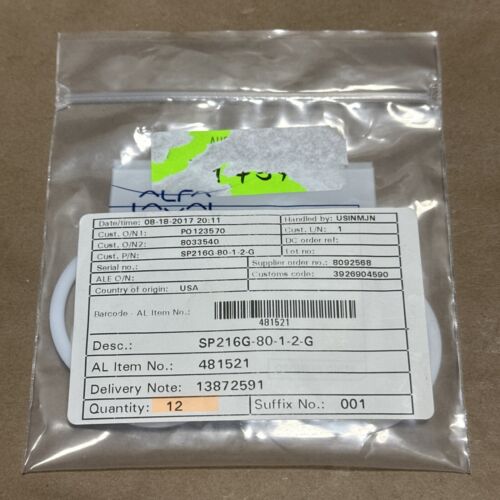 ALFA
LAVAL
Date/time: 08-18-2017 20:11 Handled by: USINMJN
Cust. O/N1: PO123570 Cust. L/N: 1
Cust. O/N2: 8033540 DC order ref:
Cust. P/N: SP216G-80-1-2-G Lot no:
Serial no.: Supplier order no.: 8092568
ALE O/N: Customs code: 3926904590
Country of origin: USA
Barcode - AL Item No.:
481521
Desc.: SP216G-80-1-2-G
AL Item No.: 481521
Delivery Note: 13872591
Quantity: 12 Suffix No.: 001